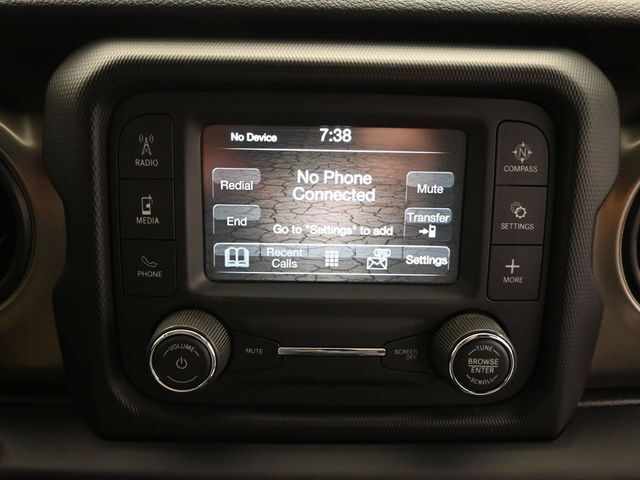 RADIO
MEDIA
PHONE
No Device 7:38
No Phone
Connected
Redial
Mute
End
Transfer
Go to "Settings" to add
Recent
Calls
Settings
N
COMPASS
SETTINGS
MORE
VOLUME
MUTE
SCREEN
OFF
TUNE
BROWSE
ENTER
SCROLL